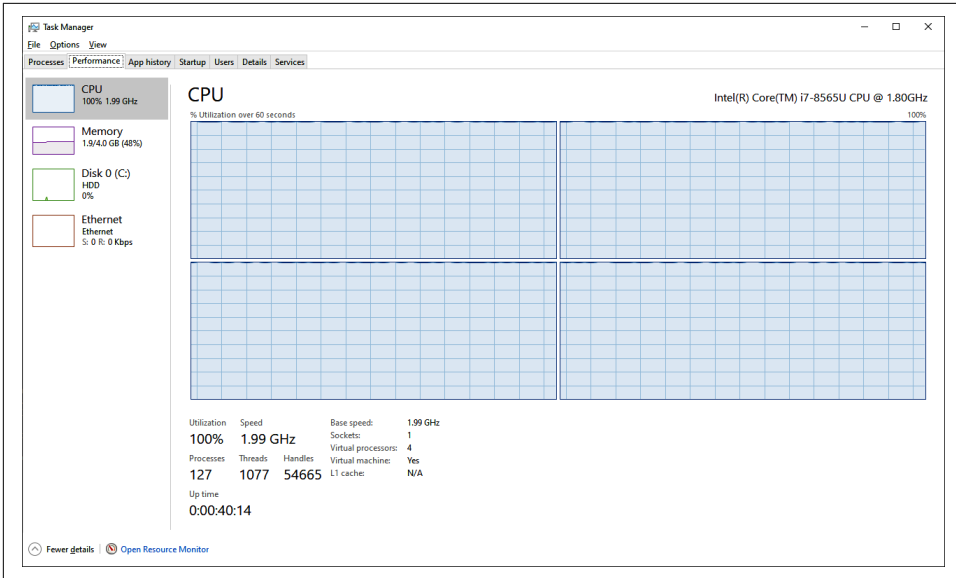 Task Manager
File Options View
Processes Performance App history Startup Users Details Services
CPU
100% 1.99 GHz
Memory
1.9/4.0 GB (48%)
Disk 0 (C:)
HDD
0%
Ethernet
Ethernet
S: 0 R: 0 Kbps
CPU Intel(R) Core(TM) i7-8565U CPU @ 1.80GHz
% Utilization over 60 seconds 100%
Utilization Speed
100% 1.99 GHz
Processes Threads Handles
127 1077 54665
Up time
0:00:40:14
Base speed: 1.99 GHz
Sockets: 1
Virtual processors: 4
Virtual machine: Yes
L1 cache: N/A
Fewer details Open Resource Monitor